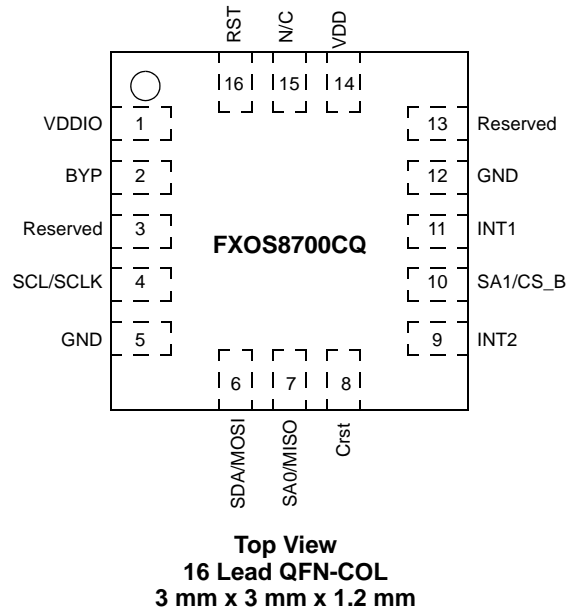 RST
N/C
VDD
16
15
14
VDDIO 1
13 Reserved
BYP 2
12 GND
Reserved 3
11 INT1
FXOS8700CQ
SCL/SCLK 4
10 SA1/CS_B
GND 5
9 INT2
6
7
8
SDA/MOSI
SA0/MISO
Crst
Top View
16 Lead QFN-COL
3 mm x 3 mm x 1.2 mm